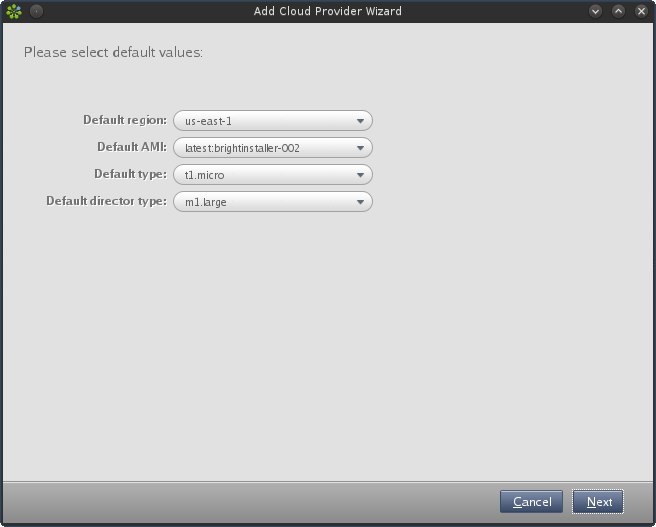 Add Cloud Provider Wizard
Please select default values:
Default region: us-east-1
Default AMI: latest:brightinstaller-002
Default type: t1.micro
Default director type: m1.large
Cancel Next